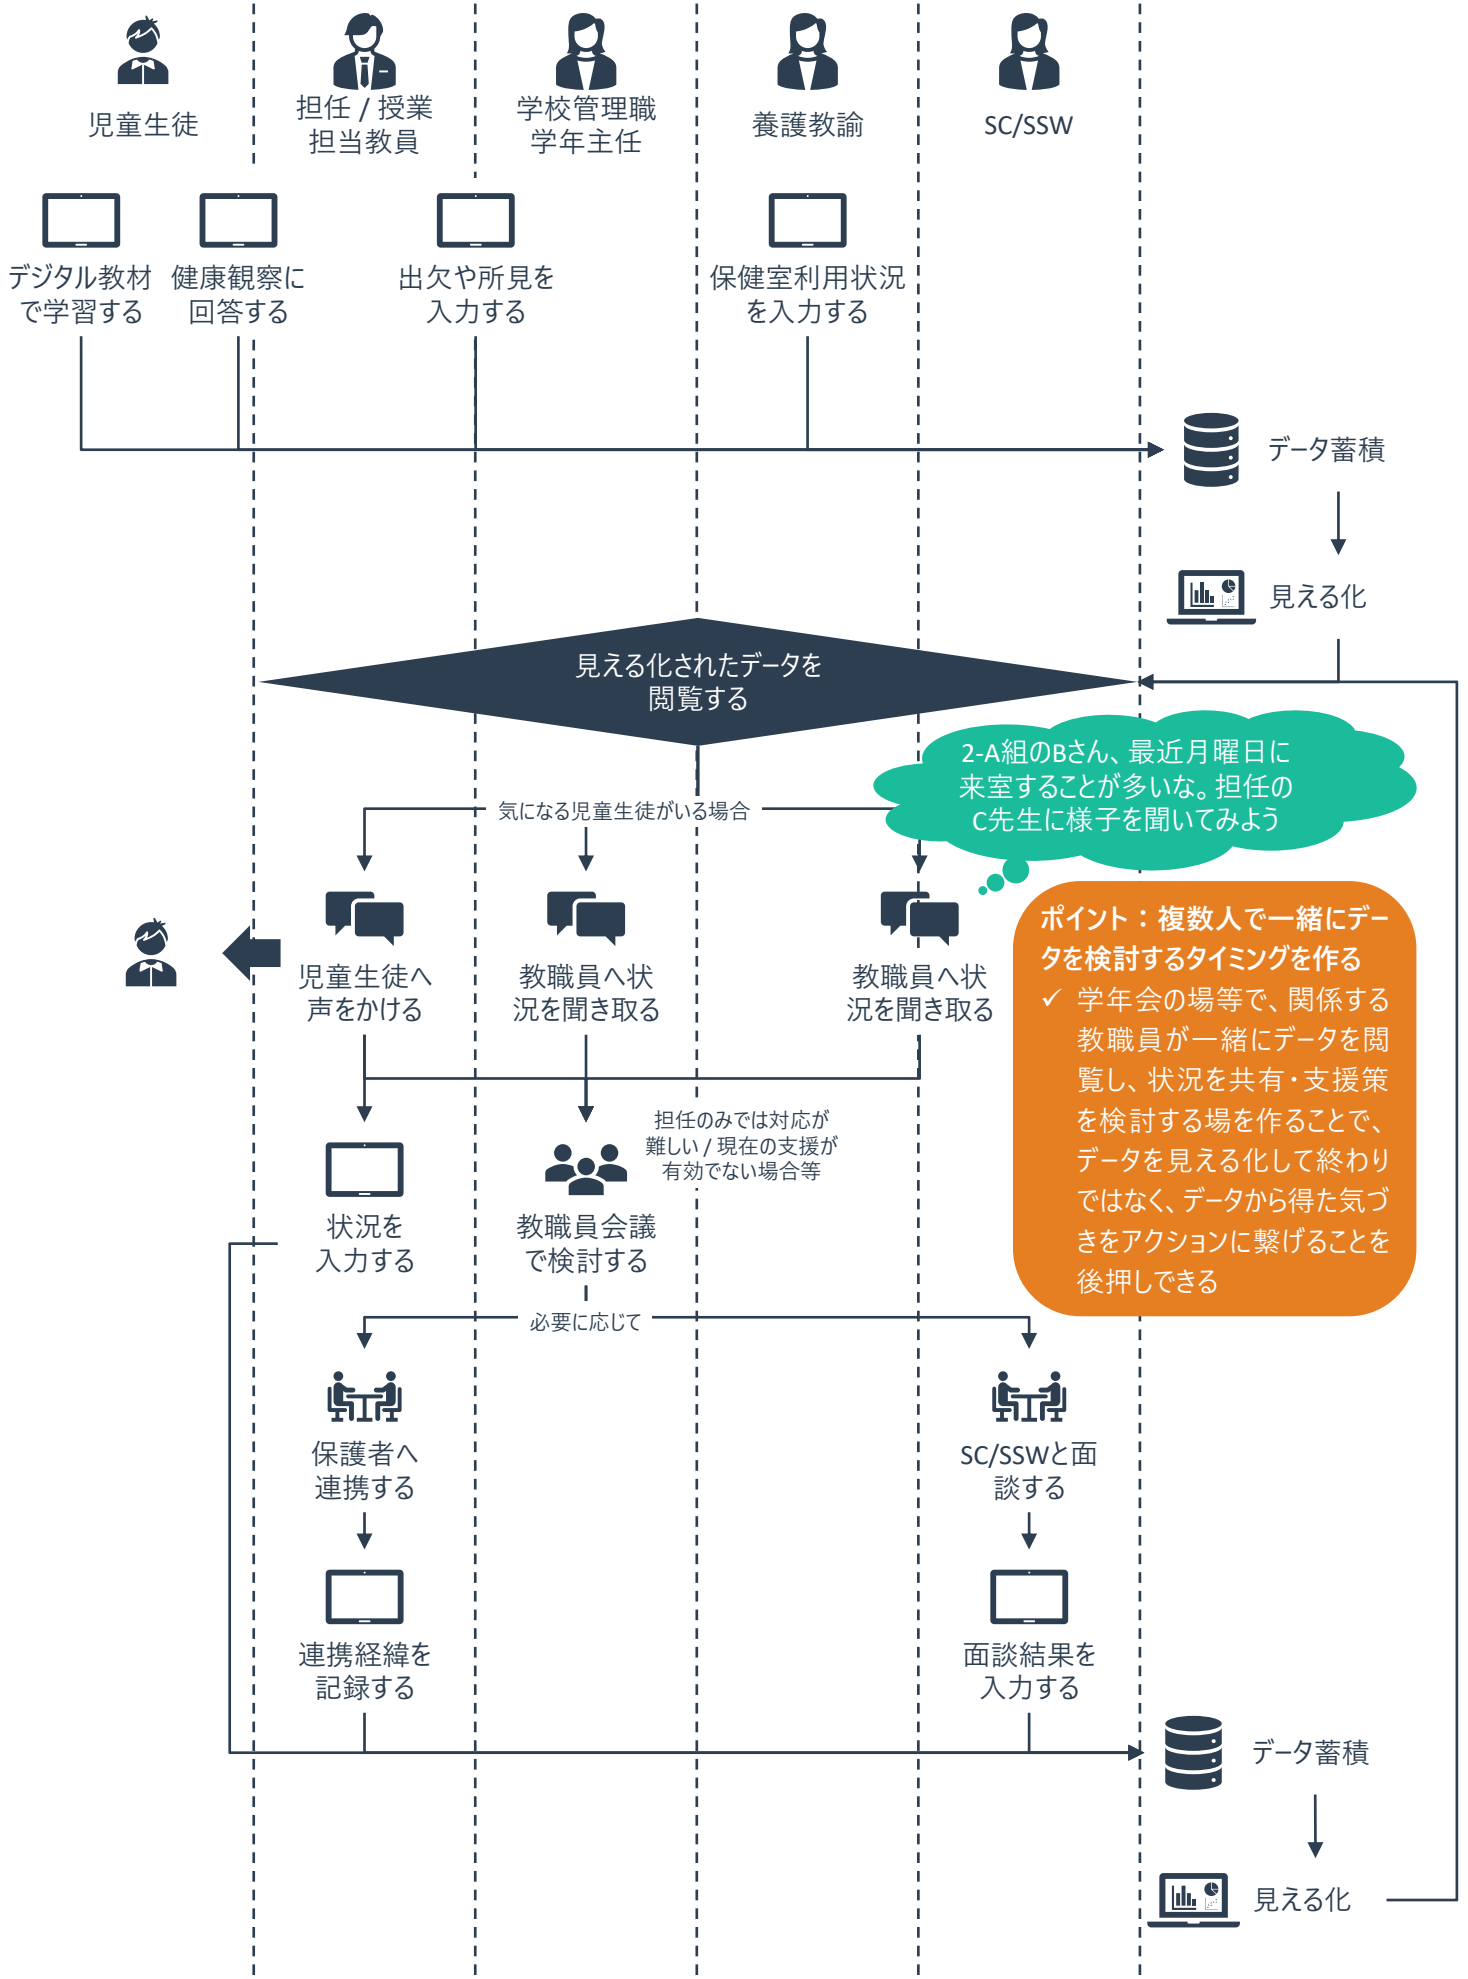 児童生徒
担任 / 授業
担当教員
学校管理職
学年主任
養護教諭
SC/SSW
デジタル教材
で学習する
健康観察に
回答する
出欠や所見を
入力する
保健室利用状況
を入力する
データ蓄積
見える化
見える化されたデータを
閲覧する
2-A組のBさん、最近月曜日に
来室することが多いな。担任の
C先生に様子を聞いてみよう
気になる児童生徒がいる場合
児童生徒へ
声をかける
教職員へ状
況を聞き取る
教職員へ状
況を聞き取る
ポイント：複数人で一緒にデー
タを検討するタイミングを作る
✓ 学年会の場等で、関係する
教職員が一緒にデータを閲
覧し、状況を共有・支援策
を検討する場を作ることで、
データを見える化して終わり
ではなく、データから得た気づ
きをアクションに繋げることを
後押しできる
担任のみでは対応が
難しい / 現在の支援が
有効でない場合等
状況を
入力する
教職員会議
で検討する
必要に応じて
保護者へ
連携する
SC/SSWと面
談する
連携経緯を
記録する
面談結果を
入力する
データ蓄積
見える化